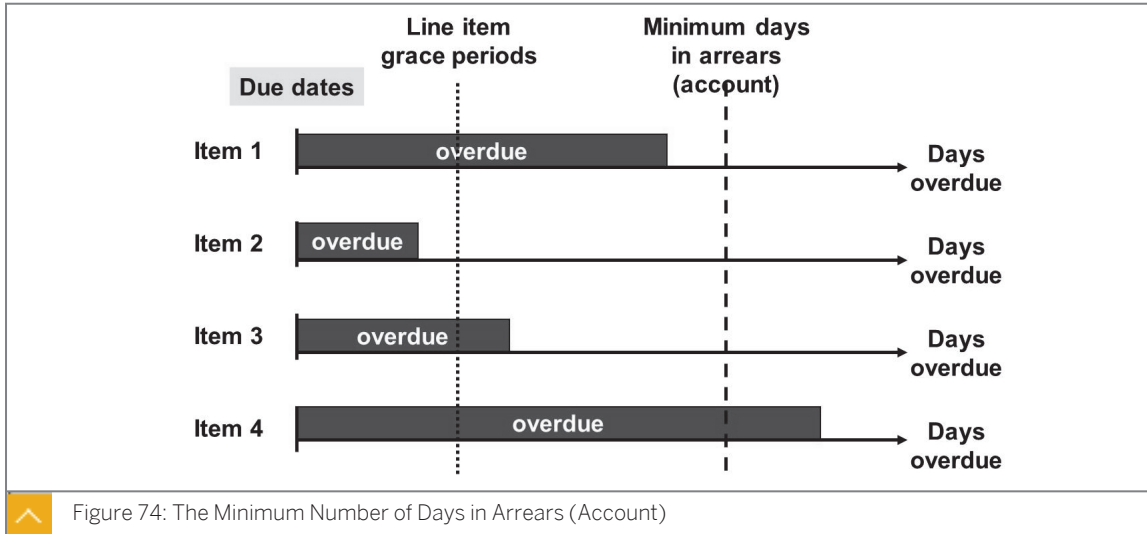 Line item
grace periods
Minimum days
in arrears
(account)
Due dates
Item 1
overdue
Days
overdue
Item 2
overdue
Days
overdue
Item 3
overdue
Days
overdue
Item 4
overdue
Days
overdue
Figure 74: The Minimum Number of Days in Arrears (Account)